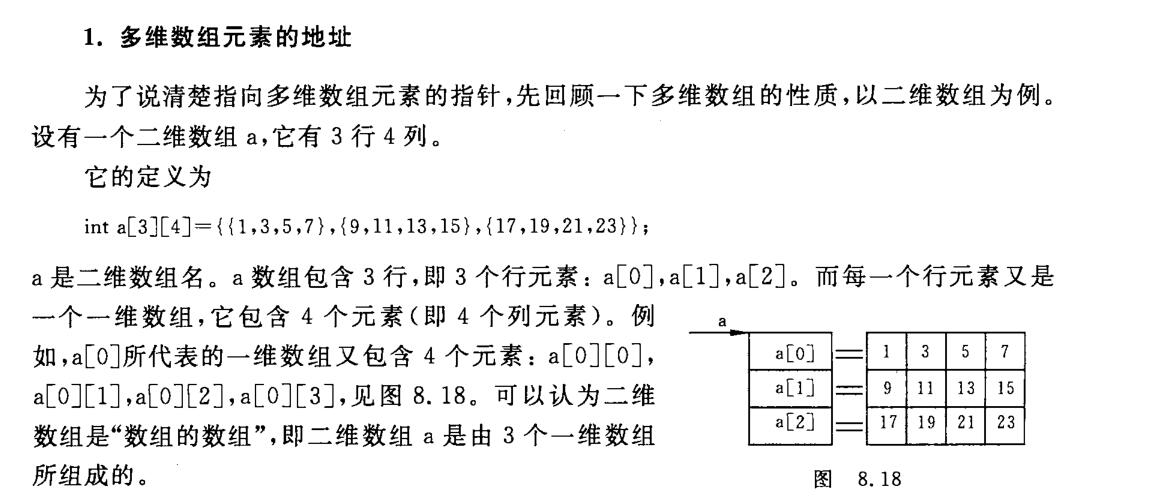 1. 多维数组元素的地址
为了说清楚指向多维数组元素的指针,先回顾一下多维数组的性质,以二维数组为例。
设有一个二维数组 a,它有 3 行 4 列。
它的定义为
int a[3][4]={{1,3,5,7},{9,11,13,15},{17,19,21,23}};
a 是二维数组名。a 数组包含 3 行,即 3 个行元素:a[0],a[1],a[2]。而每一个行元素又是
一个一维数组,它包含 4 个元素(即 4 个列元素)。例
如,a[0]所代表的一维数组又包含 4 个元素:a[0][0],
a[0][1],a[0][2],a[0][3],见图 8.18。可以认为二维
数组是“数组的数组”,即二维数组 a 是由 3 个一维数组
所组成的。
a
a[0] = 1 3 5 7
a[1] = 9 11 13 15
a[2] = 17 19 21 23
图 8.18